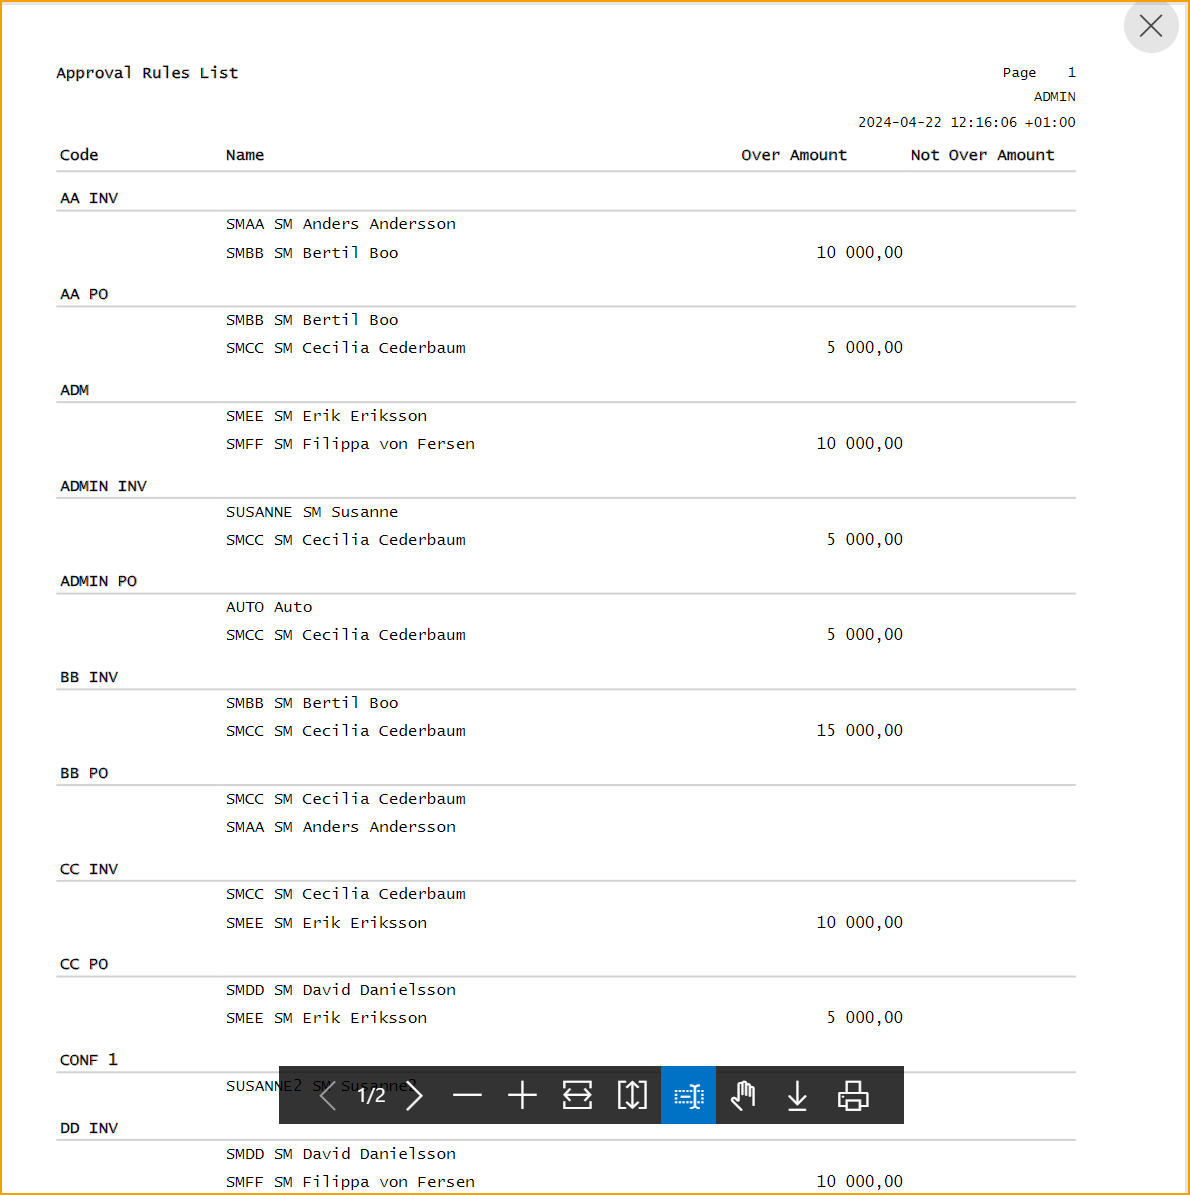 Approval Rules List Page 1
ADMIN
2024-04-22 12:16:06 +01:00
Code Name Over Amount Not Over Amount
AA INV
SMAA SM Anders Andersson
SMBB SM Bertil Boo 10 000,00
AA PO
SMBB SM Bertil Boo
SMCC SM Cecilia Cederbaum 5 000,00
ADM
SMEE SM Erik Eriksson
SMFF SM Filippa von Fersen 10 000,00
ADMIN INV
SUSANNE SM Susanne
SMCC SM Cecilia Cederbaum 5 000,00
ADMIN PO
AUTO Auto
SMCC SM Cecilia Cederbaum 5 000,00
BB INV
SMBB SM Bertil Boo
SMCC SM Cecilia Cederbaum 15 000,00
BB PO
SMCC SM Cecilia Cederbaum
SMAA SM Anders Andersson
CC INV
SMCC SM Cecilia Cederbaum
SMEE SM Erik Eriksson 10 000,00
CC PO
SMDD SM David Danielsson
SMEE SM Erik Eriksson 5 000,00
CONF 1
SUSANNE2 SM Susanne2
1/2
DD INV
SMDD SM David Danielsson
SMFF SM Filippa von Fersen 10 000,00